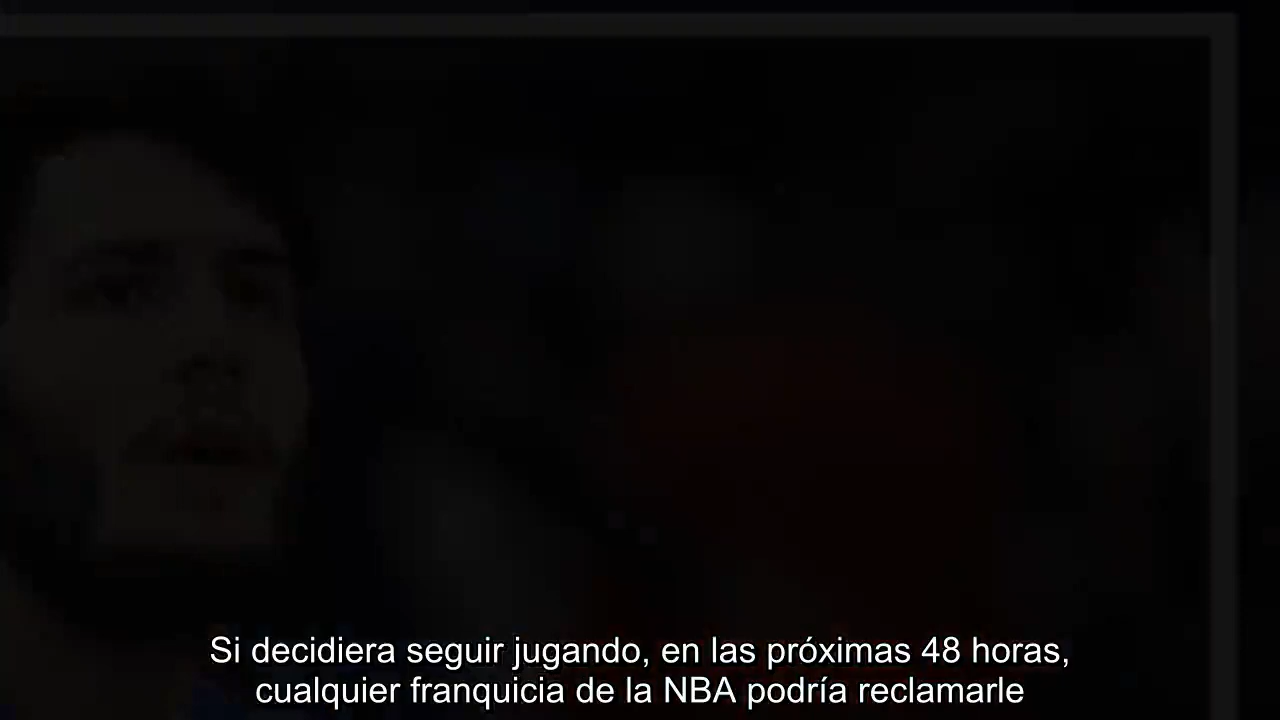 Si decidiera seguir jugando, en las próximas 48 horas,
cualquier franquicia de la NBA podría reclamarle